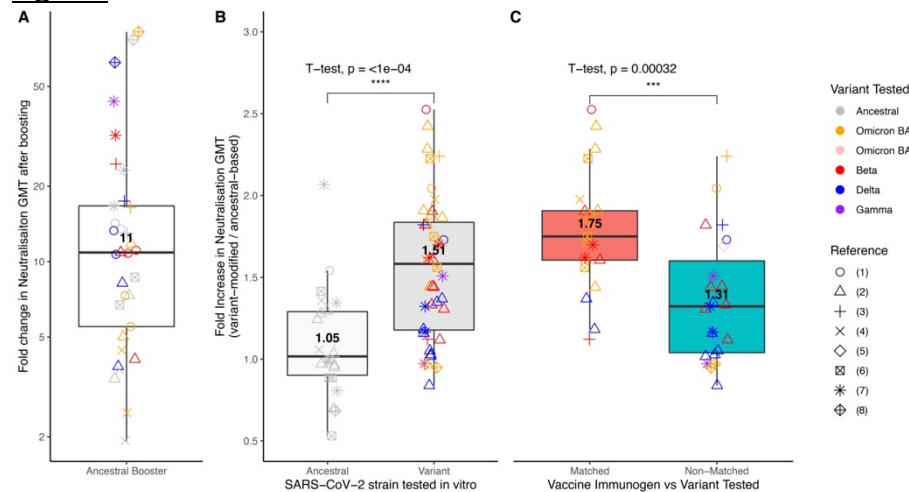 A
B
C
Fold change in Neutralisation GMT after boosting
50
20
10
5
2
11
Ancestral Booster
Fold Increase in Neutralisation GMT
(variant-modified / ancestral-based)
3.0
2.5
2.0
1.5
1.0
0.5
T-test, p = <1e-04
****
1.05
1.51
Ancestral
Variant
SARS-CoV-2 strain tested in vitro
T-test, p = 0.00032
***
1.75
1.31
Matched
Non-Matched
Vaccine Immunogen vs Variant Tested
Variant Tested
Ancestral
Omicron BA
Omicron BA
Beta
Delta
Gamma
Reference
(1)
(2)
(3)
(4)
(5)
(6)
(7)
(8)